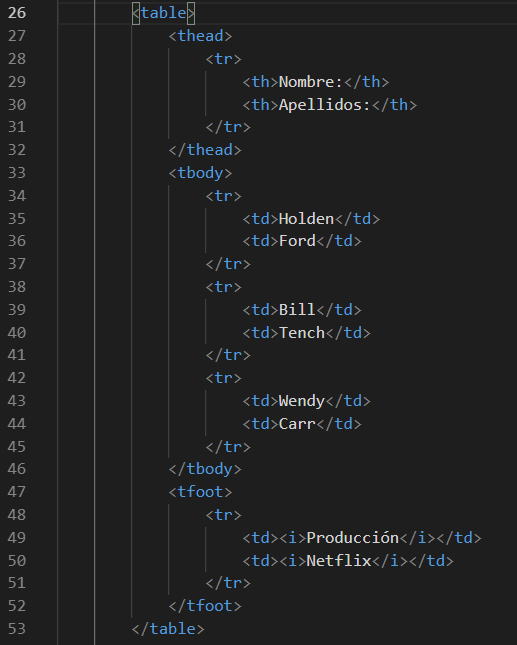 26 <table>
27 <thead>
28 <tr>
29 <th>Nombre:</th>
30 <th>Apellidos:</th>
31 </tr>
32 </thead>
33 <tbody>
34 <tr>
35 <td>Holden</td>
36 <td>Ford</td>
37 </tr>
38 <tr>
39 <td>Bill</td>
40 <td>Tench</td>
41 </tr>
42 <tr>
43 <td>Wendy</td>
44 <td>Carr</td>
45 </tr>
46 </tbody>
47 <tfoot>
48 <tr>
49 <td><i>Producción</i></td>
50 <td><i>Netflix</i></td>
51 </tr>
52 </tfoot>
53 </table>